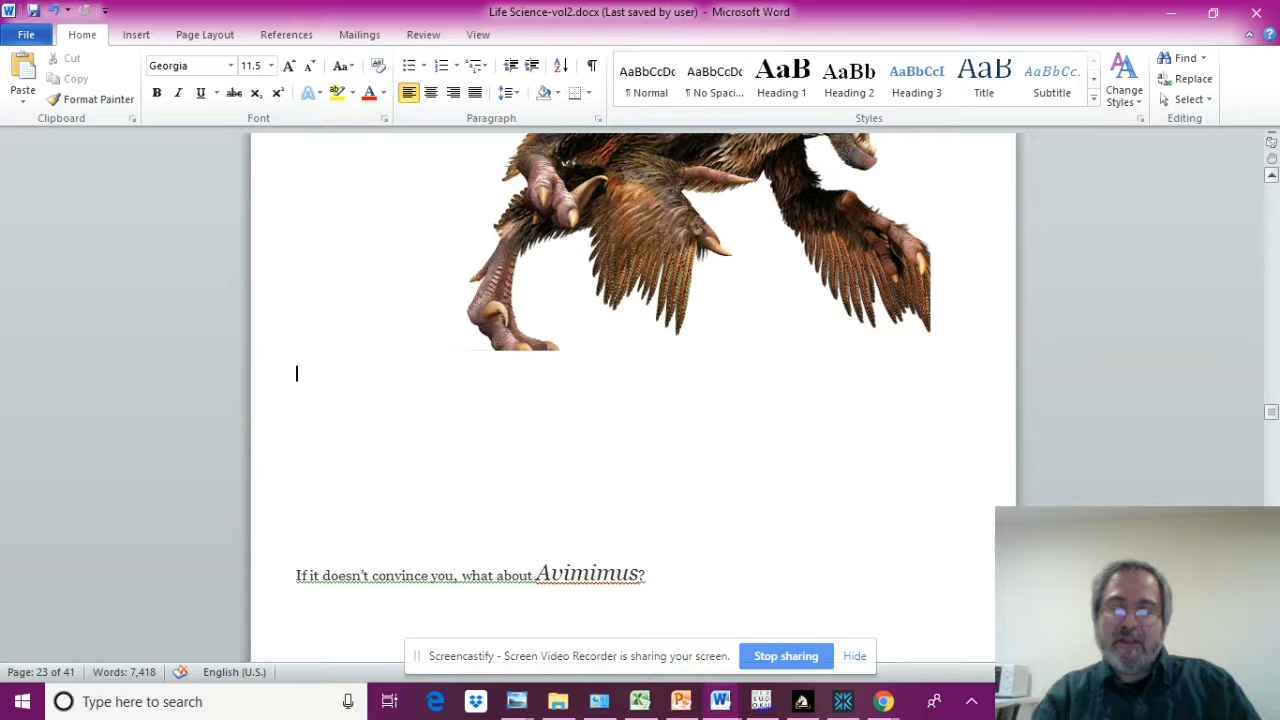 Life Science-vol2.docx (Last saved by user) - Microsoft Word
File Home Insert Page Layout References Mailings Review View
Paste
Cut
Copy
Format Painter
Clipboard
Georgia 11.5
Font
Paragraph
AaBbCcDc AaBbCcDc AaB AaBb AaBbCcI AaB AaBbCc.
¶ Normal ¶ No Spaci... Heading 1 Heading 2 Heading 3 Title Subtitle
Change Styles
Styles
Find
Replace
Select
Editing
If it doesn't convince you, what about Avimimus?
Screencastify - Screen Video Recorder is sharing your screen. Stop sharing Hide
Page: 23 of 41 Words: 7,418 English (U.S.)
Type here to search